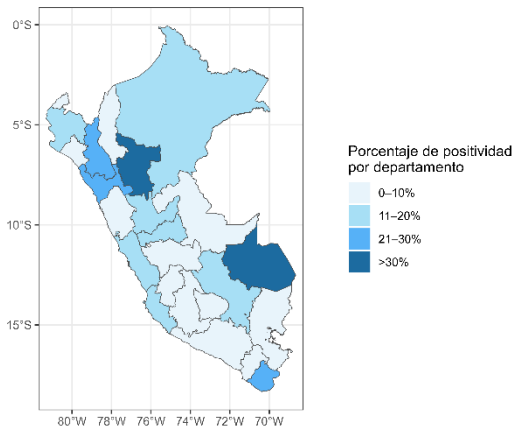 0°S
5°S
10°S
15°S
80°W 78°W 76°W 74°W 72°W 70°W
Porcentaje de positividad
por departamento
0–10%
11–20%
21–30%
>30%